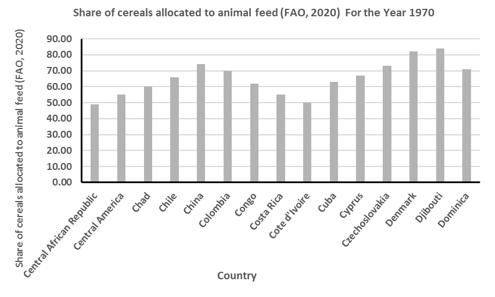 Share of cereals allocated to animal feed (FAO, 2020) For the Year 1970
Share of cereals allocated to animal feed (FAO, 2020)
90.00
80.00
70.00
60.00
50.00
40.00
30.00
20.00
10.00
0.00
Central African Republic
Central America
Chad
Chile
China
Colombia
Congo
Costa Rica
Cote d'Ivoire
Cuba
Cyprus
Czechoslovakia
Denmark
Djibouti
Dominica
Country